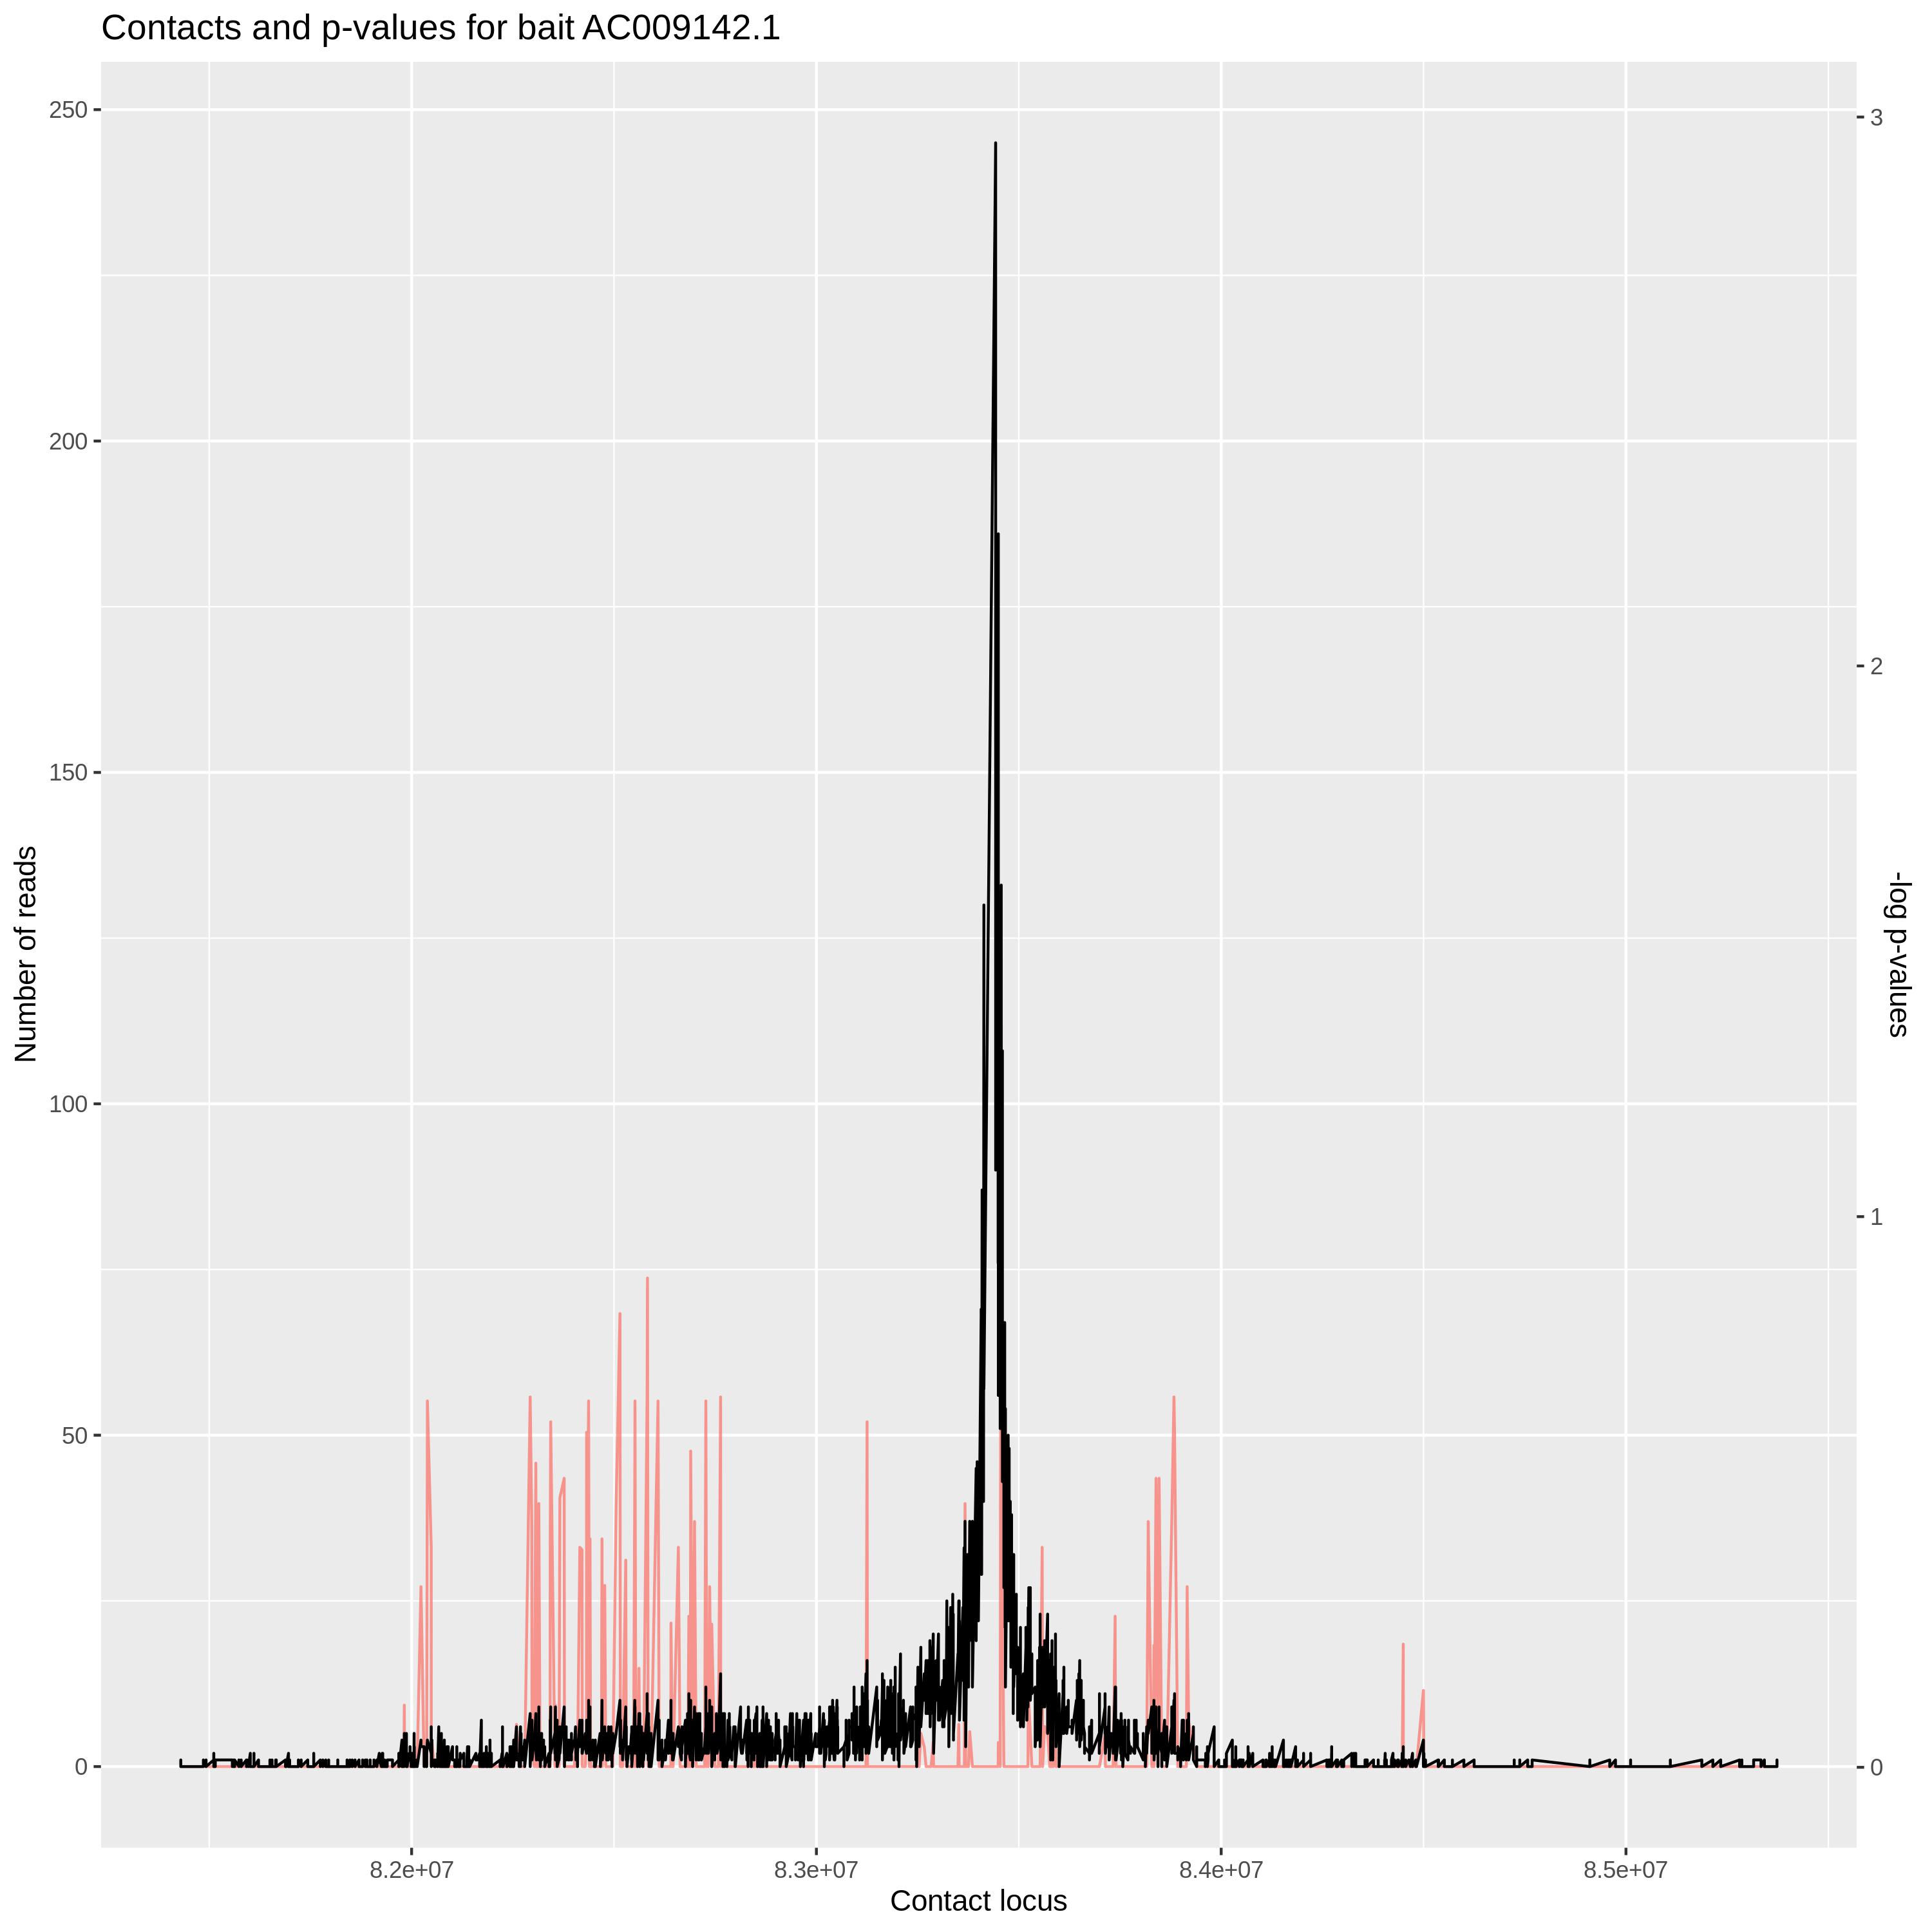 Contacts and p-values for bait AC009142.1
250
200
150
100
50
0
Number of reads
3
2
1
0
-log p-values
8.2e+07
8.3e+07
8.4e+07
8.5e+07
Contact locus